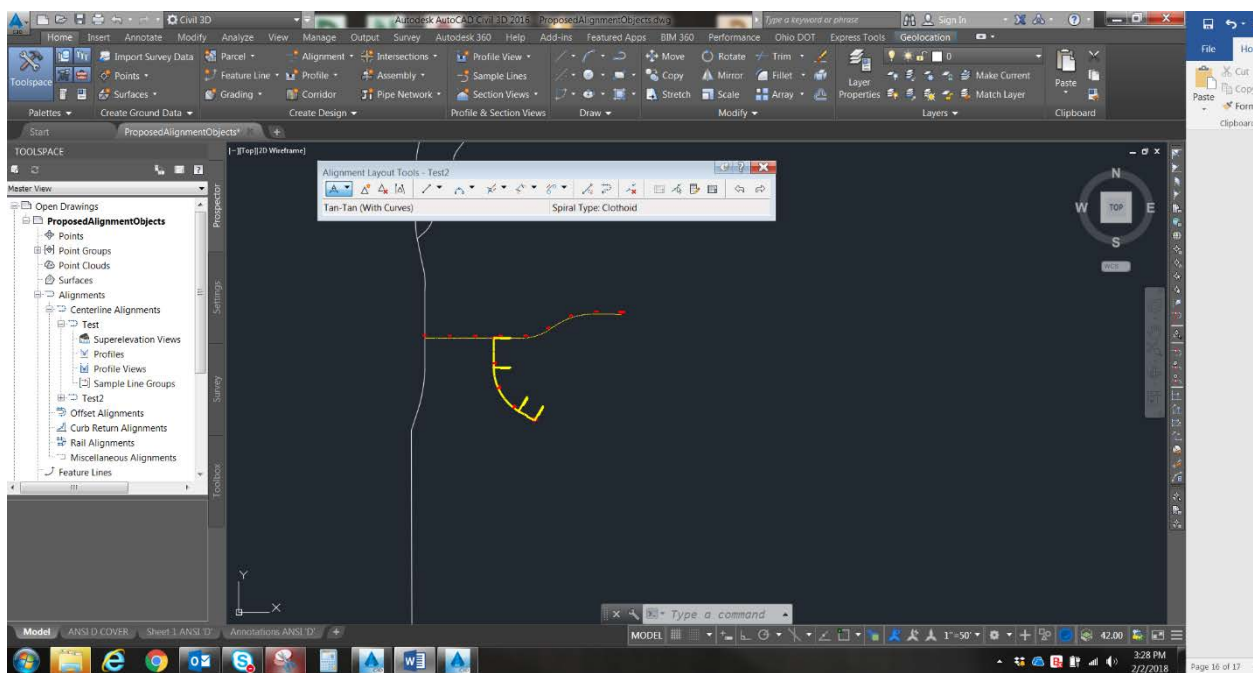 Civil 3D
Autodesk AutoCAD Civil 3D 2016 ProposedAlignmentObjects.dwg
Type a keyword or phrase
Sign In
Home Insert Annotate Modify Analyze View Manage Output Survey Autodesk 360 Help Add-ins Featured Apps BIM 360 Performance Ohio DOT Express Tools Geolocation
File
Toolspace
Import Survey Data
Points
Surfaces
Parcel
Feature Line
Grading
Alignment
Profile
Corridor
Intersections
Assembly
Pipe Network
Profile View
Sample Lines
Section Views
Move
Copy
Stretch
Rotate
Mirror
Scale
Trim
Fillet
Array
Layer
Properties
0
Make Current
Match Layer
Paste
Cut
Copy
Paste
Palettes
Create Ground Data
Create Design
Profile & Section Views
Draw
Modify
Layers
Clipboard
Start
ProposedAlignmentObjects*
TOOLSPACE
Master View
Open Drawings
ProposedAlignmentObjects
Points
Point Groups
Point Clouds
Surfaces
Alignments
Centerline Alignments
Test
Superelevation Views
Profiles
Profile Views
Sample Line Groups
Test2
Offset Alignments
Curb Return Alignments
Rail Alignments
Miscellaneous Alignments
Feature Lines
Prospector
Settings
Survey
Toolbox
[-][Top][2D Wireframe]
Alignment Layout Tools - Test2
Tan-Tan (With Curves)
Spiral Type: Clothoid
N
W
TOP
E
S
WCS
Y
X
Type a command
Model ANSI D COVER Sheet 1 ANSI 'D' Annotations ANSI 'D'
MODEL
1"=50'
42.00
3:28 PM
2/2/2018
Page 16 of 17